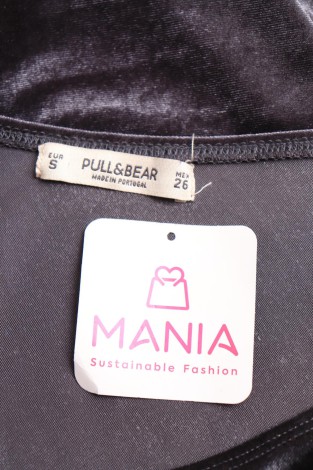 EUR
S
PULL&BEAR
MADE IN PORTUGAL
MEX
26
MANIA
Sustainable Fashion